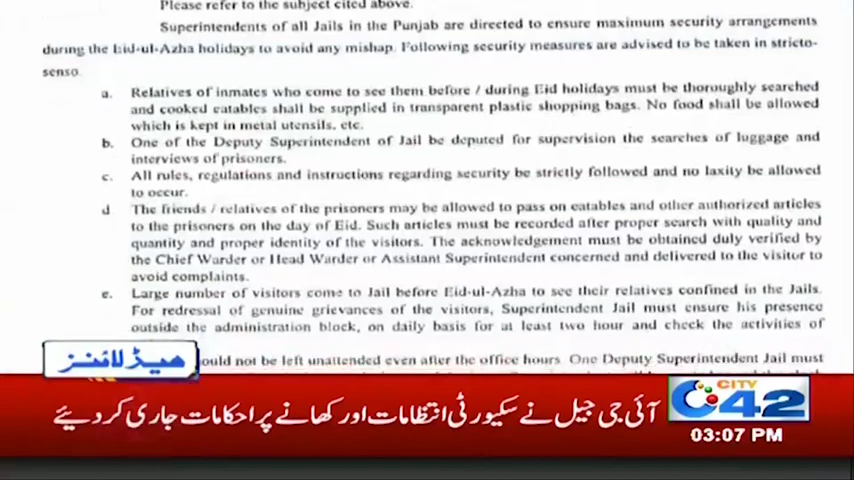 Please refer to the subject cited above.
Superintendents of all Jails in the Punjab are directed to ensure maximum security arrangements
during the Eid-ul-Azha holidays to avoid any mishap. Following security measures are advised to be taken in stricto-
senso.
a. Relatives of inmates who come to see them before / during Eid holidays must be thoroughly searched
and cooked eatables shall be supplied in transparent plastic shopping bags. No food shall be allowed
which is kept in metal utensils, etc.
b. One of the Deputy Superintendent of Jail be deputed for supervision the searches of luggage and
interviews of prisoners.
c. All rules, regulations and instructions regarding security be strictly followed and no laxity be allowed
to occur.
d The friends / relatives of the prisoners may be allowed to pass on eatables and other authorized articles
to the prisoners on the day of Eid. Such articles must be recorded after proper search with quality and
quantity and proper identity of the visitors. The acknowledgement must be obtained duly verified by
the Chief Warder or Head Warder or Assistant Superintendent concerned and delivered to the visitor to
avoid complaints.
e. Large number of visitors come to Jail before Eid-ul-Azha to see their relatives confined in the Jails.
For redressal of genuine grievances of the visitors, Superintendent Jail must ensure his presence
outside the administration block, on daily basis for at least two hour and check the activities of
ould not be left unattended even after the office hours. One Deputy Superintendent Jail must
ہیڈلائنز
آئی جی جیل نے سکیورٹی انتظامات اور کھانے پر احکامات جاری کر دیئے
CITY
42
03:07 PM